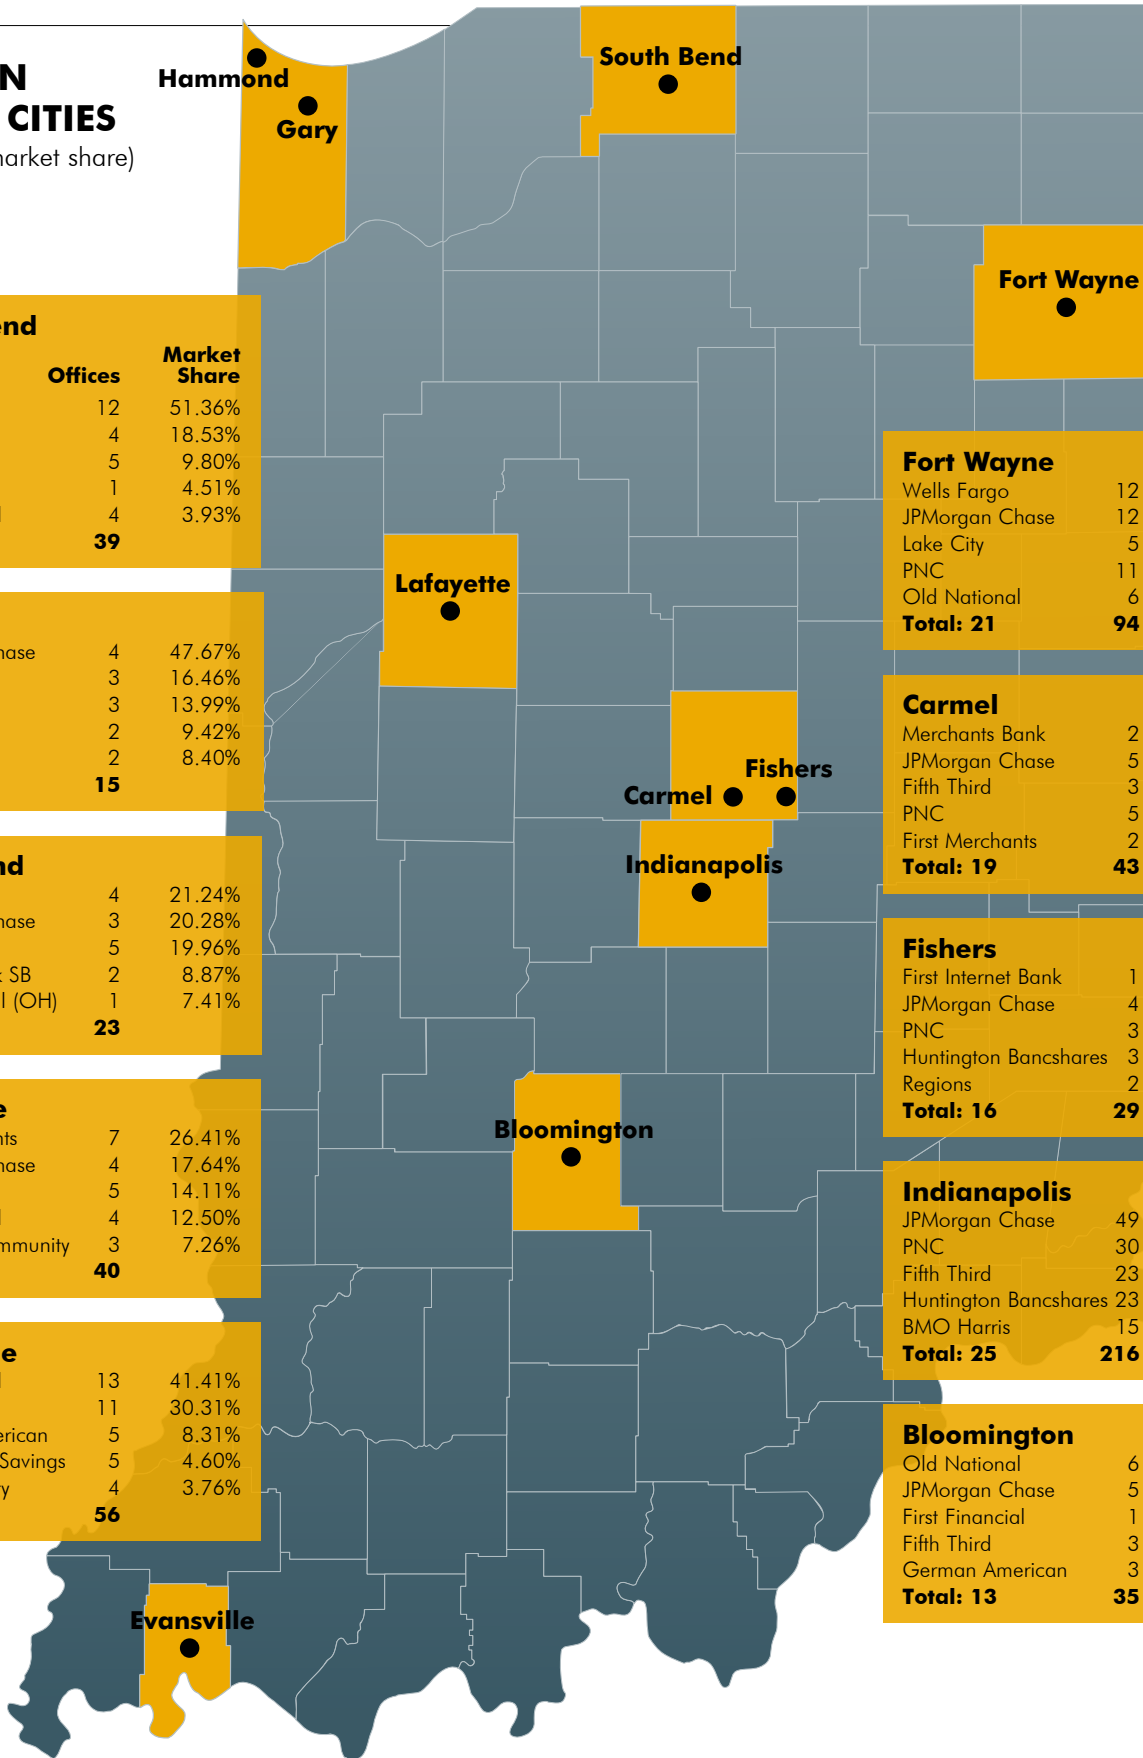 N
CITIES
market share)
Hammond
Gary
South Bend
Fort Wayne
Lafayette
Fishers
Carmel
Indianapolis
Bloomington
Evansville
end
Market
Offices Share
12 51.36%
4 18.53%
5 9.80%
1 4.51%
l 4 3.93%
39
hase 4 47.67%
3 16.46%
3 13.99%
2 9.42%
2 8.40%
15
nd
4 21.24%
hase 3 20.28%
5 19.96%
k SB 2 8.87%
l (OH) 1 7.41%
23
e
nts 7 26.41%
hase 4 17.64%
5 14.11%
l 4 12.50%
mmunity 3 7.26%
40
e
l 13 41.41%
11 30.31%
erican 5 8.31%
Savings 5 4.60%
ty 4 3.76%
56
Fort Wayne
Wells Fargo 12
JPMorgan Chase 12
Lake City 5
PNC 11
Old National 6
Total: 21 94
Carmel
Merchants Bank 2
JPMorgan Chase 5
Fifth Third 3
PNC 5
First Merchants 2
Total: 19 43
Fishers
First Internet Bank 1
JPMorgan Chase 4
PNC 3
Huntington Bancshares 3
Regions 2
Total: 16 29
Indianapolis
JPMorgan Chase 49
PNC 30
Fifth Third 23
Huntington Bancshares 23
BMO Harris 15
Total: 25 216
Bloomington
Old National 6
JPMorgan Chase 5
First Financial 1
Fifth Third 3
German American 3
Total: 13 35